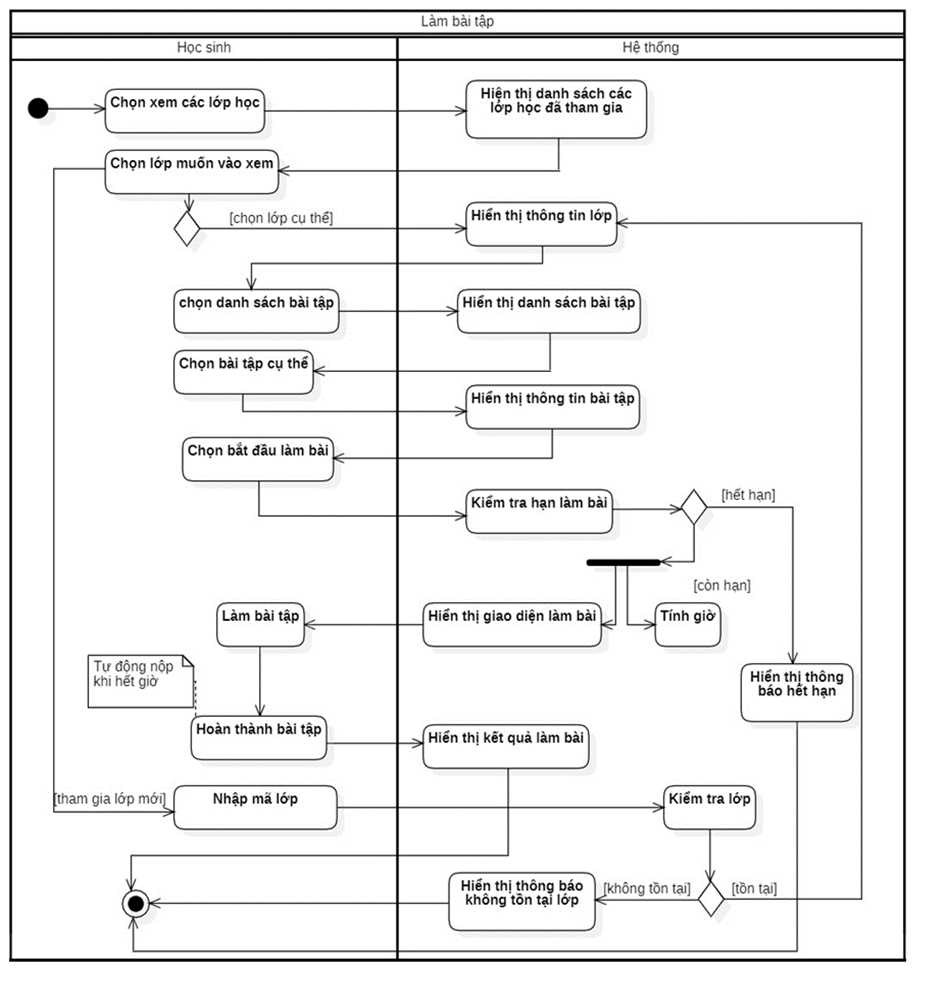 Làm bài tập
Học sinh
Hệ thống
Chọn xem các lớp học
Hiện thị danh sách các
lớp học đã tham gia
Chọn lớp muốn vào xem
[chọn lớp cụ thể]
Hiển thị thông tin lớp
chọn danh sách bài tập
Hiển thị danh sách bài tập
Chọn bài tập cụ thể
Hiển thị thông tin bài tập
Chọn bắt đầu làm bài
Kiểm tra hạn làm bài
[hết hạn]
[còn hạn]
Làm bài tập
Hiển thị giao diện làm bài
Tính giờ
Tự động nộp
khi hết giờ
Hiển thị thông
báo hết hạn
Hoàn thành bài tập
Hiển thị kết quả làm bài
[tham gia lớp mới]
Nhập mã lớp
Kiểm tra lớp
Hiển thị thông báo
không tồn tại lớp
[không tồn tại]
[tồn tại]